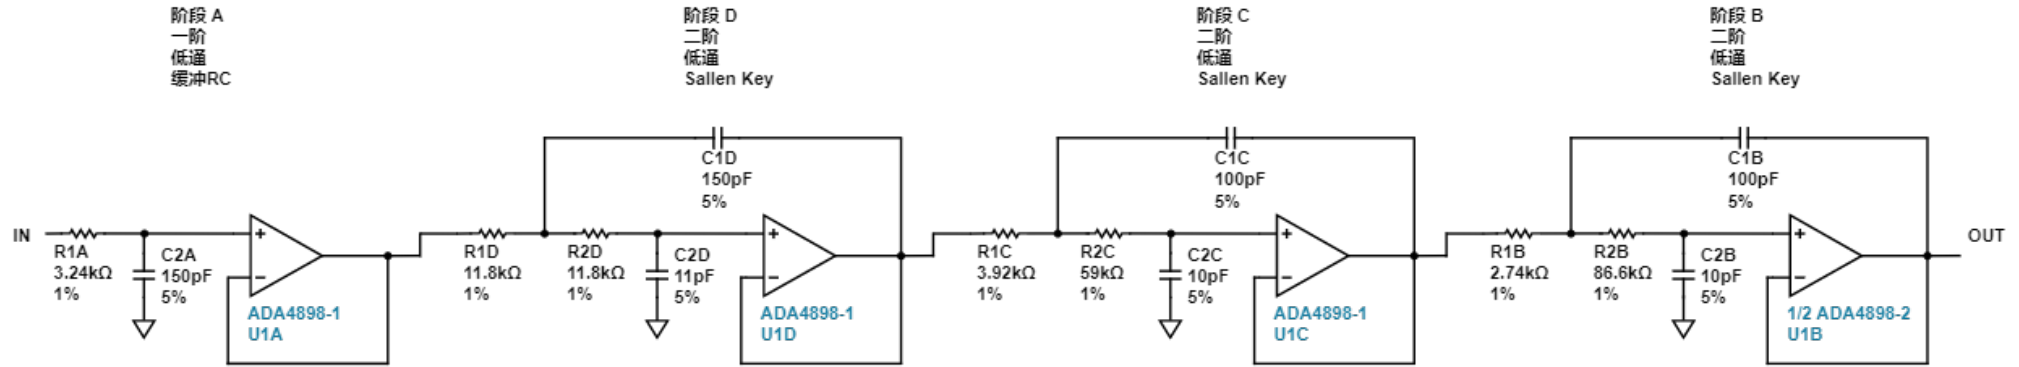 阶段 A
一阶
低通
缓冲RC
阶段 D
二阶
低通
Sallen Key
阶段 C
二阶
低通
Sallen Key
阶段 B
二阶
低通
Sallen Key
IN
R1A
3.24kΩ
1%
C2A
150pF
5%
+
−
ADA4898-1
U1A
R1D
11.8kΩ
1%
C1D
150pF
5%
R2D
11.8kΩ
1%
C2D
11pF
5%
+
−
ADA4898-1
U1D
R1C
3.92kΩ
1%
C1C
100pF
5%
R2C
59kΩ
1%
C2C
10pF
5%
+
−
ADA4898-1
U1C
R1B
2.74kΩ
1%
C1B
100pF
5%
R2B
86.6kΩ
1%
C2B
10pF
5%
+
−
1/2 ADA4898-2
U1B
OUT